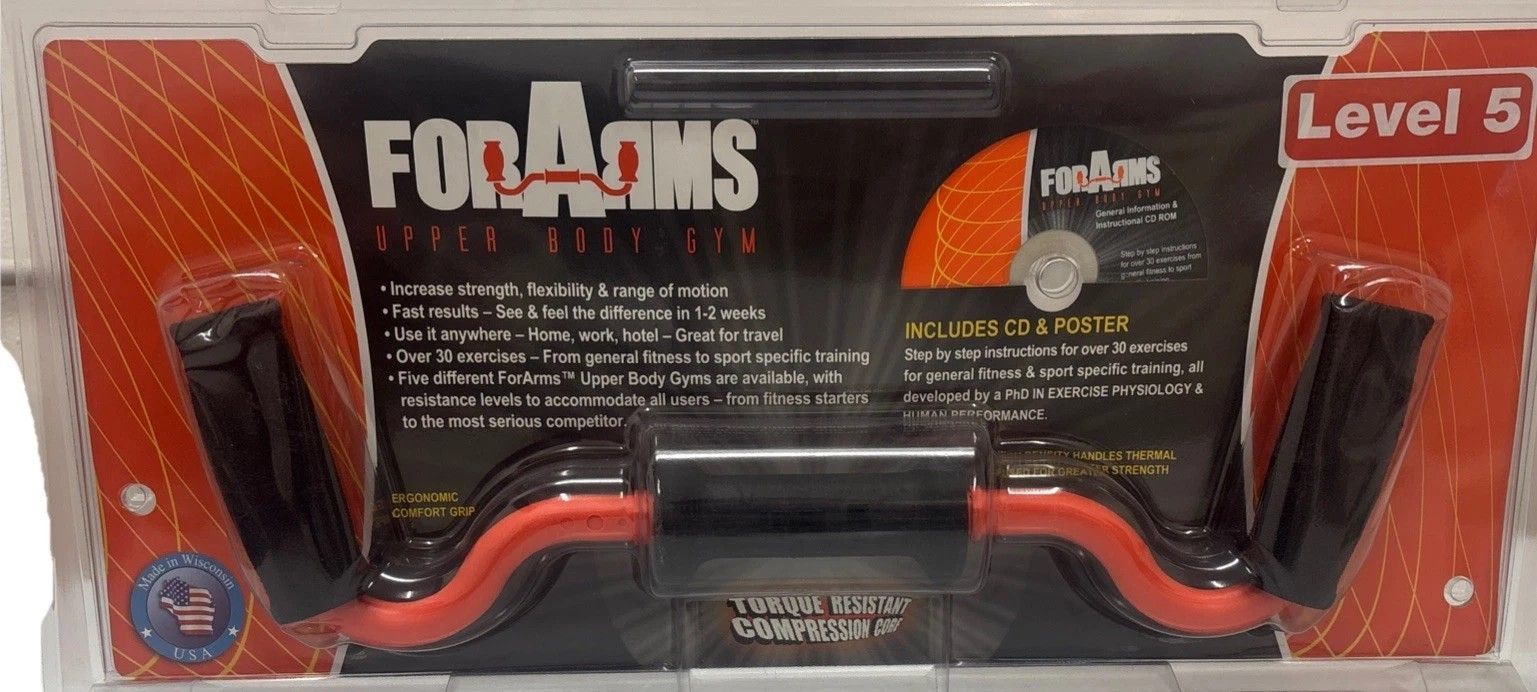 FORARMS™
UPPER BODY GYM
• Increase strength, flexibility & range of motion
• Fast results – See & feel the difference in 1-2 weeks
• Use it anywhere – Home, work, hotel – Great for travel
• Over 30 exercises – From general fitness to sport specific training
• Five different ForArms™ Upper Body Gyms are available, with
resistance levels to accommodate all users – from fitness starters
to the most serious competitor.
ERGONOMIC
COMFORT GRIP
Made in Wisconsin
USA
TORQUE RESISTANT
COMPRESSION CORE
Level 5
FORARMS
UPPER BODY GYM
General Information &
Instructional CD ROM
Step by step instructions
for over 30 exercises from
general fitness to sport
INCLUDES CD & POSTER
Step by step instructions for over 30 exercises
for general fitness & sport specific training, all
developed by a PhD IN EXERCISE PHYSIOLOGY &
HUMAN PERFORMANCE.
DENSITY HANDLES THERMAL
FOR GREATER STRENGTH